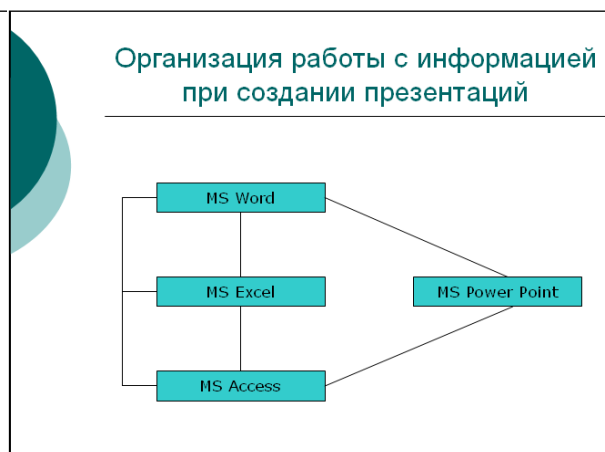 Организация работы с информацией
при создании презентаций
MS Word
MS Excel
MS Power Point
MS Access